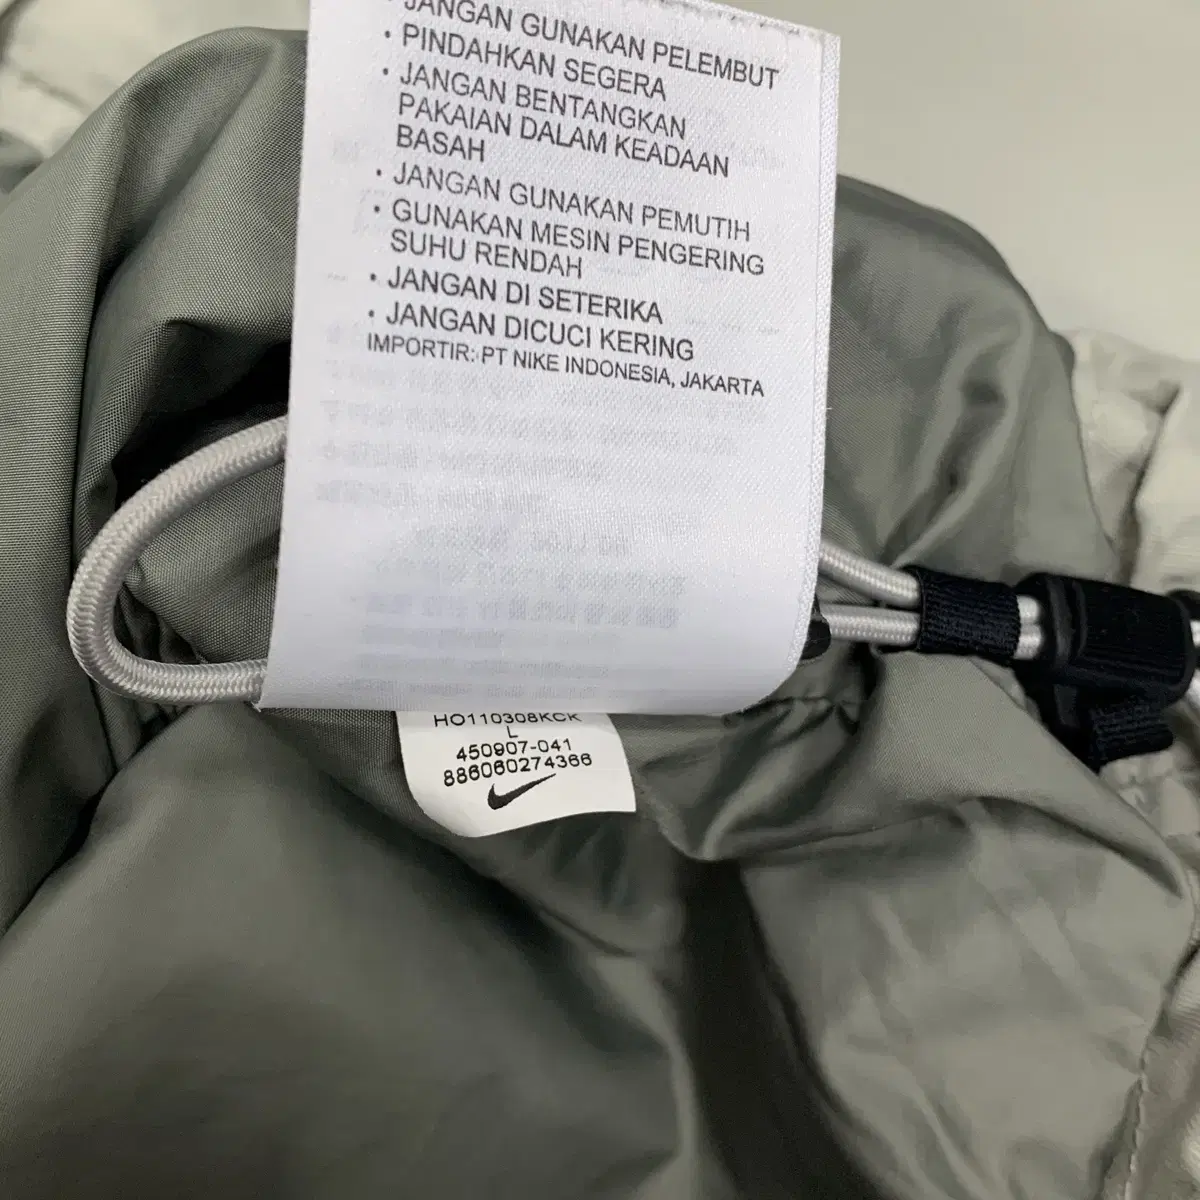 • JANGAN GUNAKAN PELEMBUT
• PINDAHKAN SEGERA
• JANGAN BENTANGKAN
PAKAIAN DALAM KEADAAN
BASAH
• JANGAN GUNAKAN PEMUTIH
• GUNAKAN MESIN PENGERING
SUHU RENDAH
• JANGAN DI SETERIKA
• JANGAN DICUCI KERING
IMPORTIR: PT NIKE INDONESIA, JAKARTA
HO110308KCK
L
450907-041
886060274366